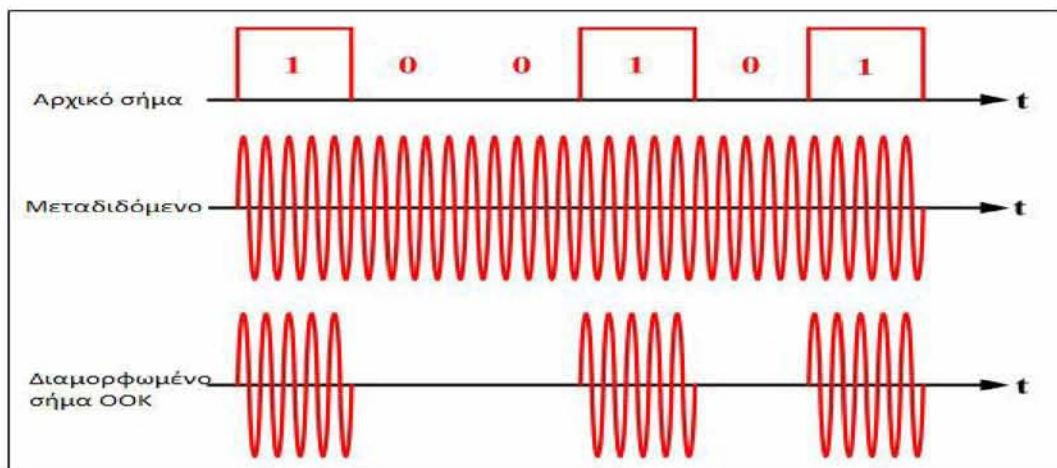 1 0 0 1 0 1
Αρχικό σήμα t
Μεταδιδόμενο t
Διαμορφωμένο t
σήμα OOK